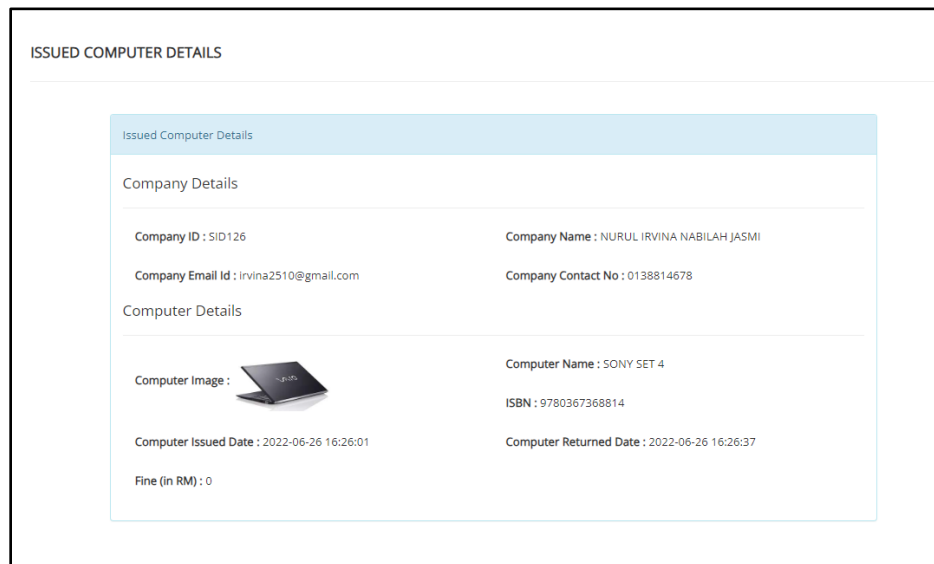 ISSUED COMPUTER DETAILS
Issued Computer Details
Company Details
Company ID : SID126
Company Name : NURUL IRVINA NABILAH JASMI
Company Email Id : irvina2510@gmail.com
Company Contact No : 0138814678
Computer Details
Computer Image :
VAIO
Computer Name : SONY SET 4
ISBN : 9780367368814
Computer Issued Date : 2022-06-26 16:26:01
Computer Returned Date : 2022-06-26 16:26:37
Fine (in RM) : 0